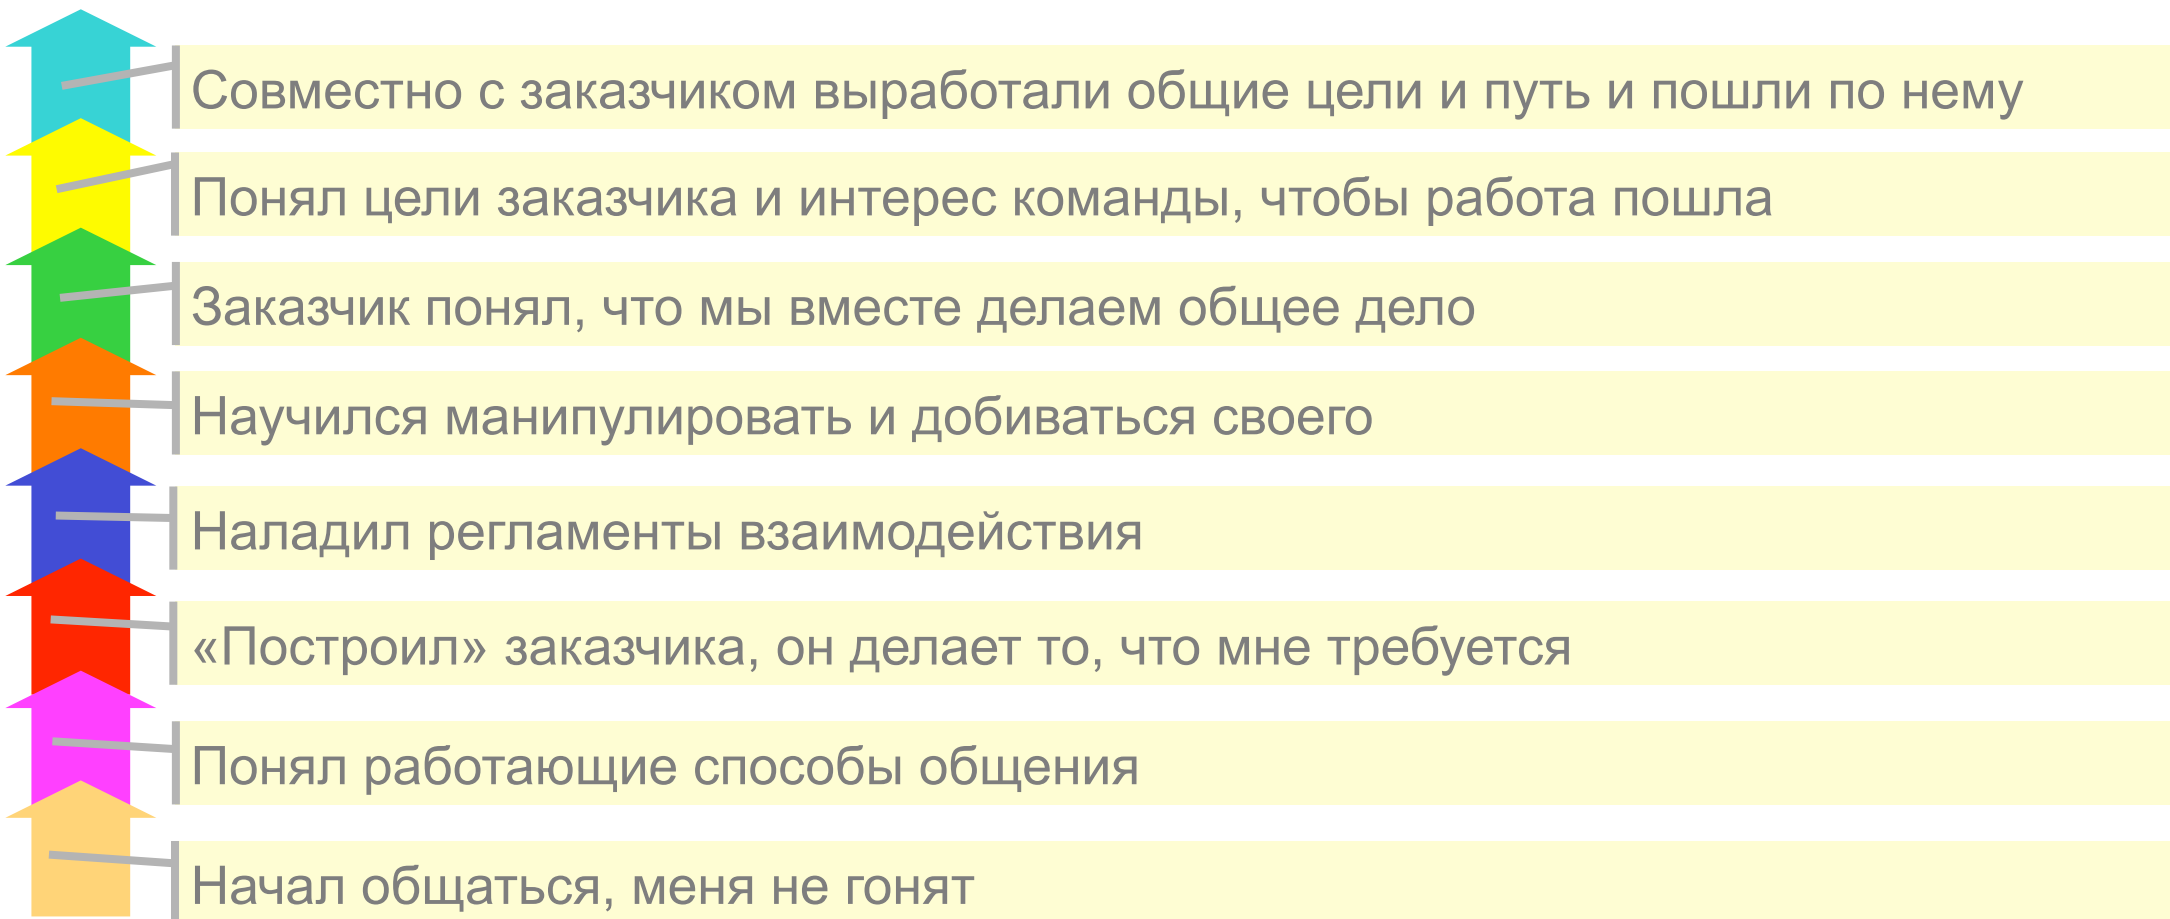 Совместно с заказчиком выработали общие цели и путь и пошли по нему
Понял цели заказчика и интерес команды, чтобы работа пошла
Заказчик понял, что мы вместе делаем общее дело
Научился манипулировать и добиваться своего
Наладил регламенты взаимодействия
«Построил» заказчика, он делает то, что мне требуется
Понял работающие способы общения
Начал общаться, меня не гонят